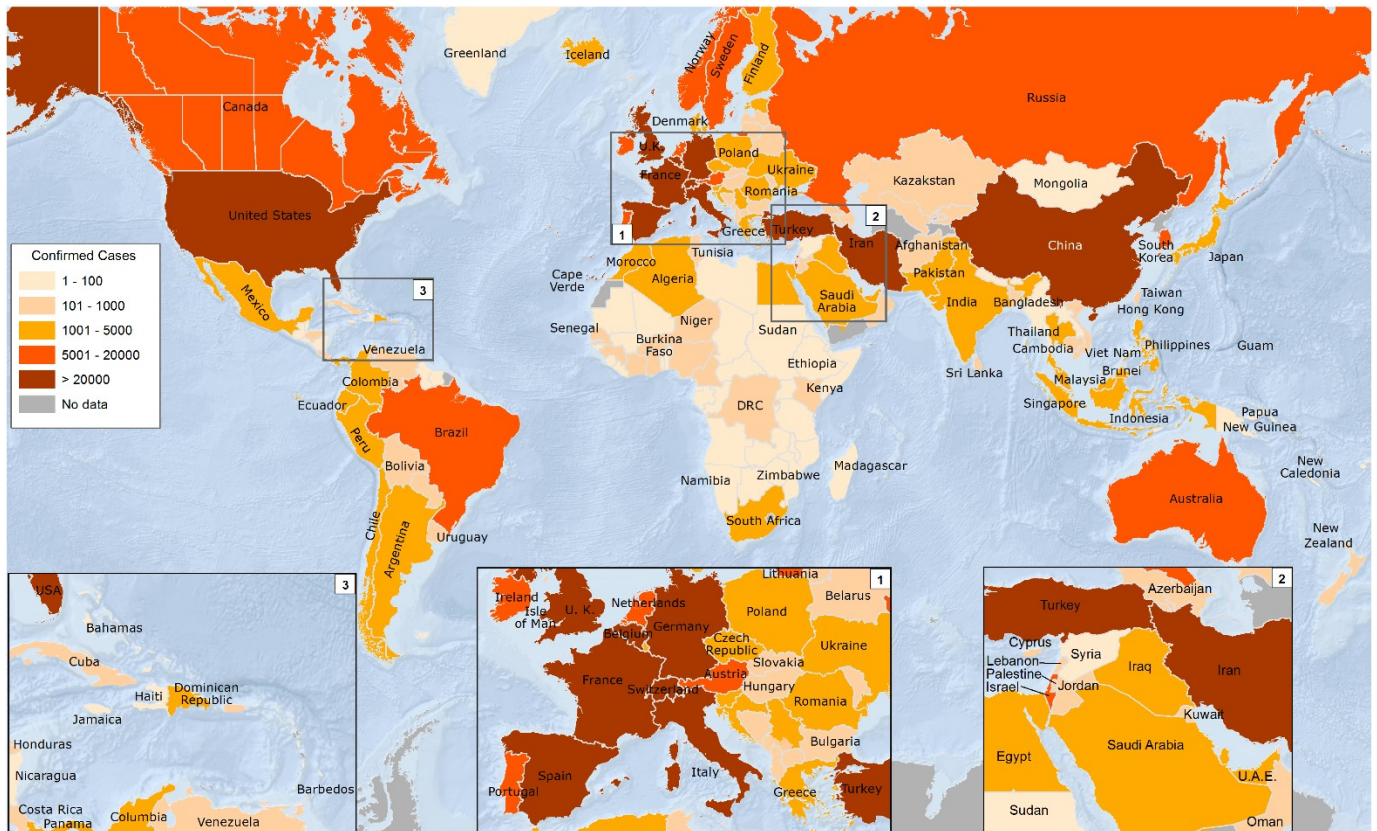 Greenland
Iceland
Norway
Sweden
Finland
Russia
Canada
Denmark
U.K.
Poland
Ukraine
France
Romania
Kazakstan
Mongolia
United States
1
Greece
Turkey
2
Iran
Afghanistan
China
South
Korea
Japan
Confirmed Cases
1 - 100
101 - 1000
1001 - 5000
5001 - 20000
> 20000
No data
Mexico
3
Cape
Verde
Morocco
Tunisia
Algeria
Saudi
Arabia
Pakistan
India
Bangladesh
Taiwan
Hong Kong
Senegal
Niger
Burkina
Faso
Sudan
Ethiopia
Kenya
DRC
Thailand
Cambodia
Viet Nam
Philippines
Guam
Sri Lanka
Brunei
Malaysia
Singapore
Indonesia
Papua
New Guinea
Venezuela
Colombia
Ecuador
Peru
Brazil
Bolivia
Chile
Argentina
Uruguay
Namibia
Zimbabwe
Madagascar
South Africa
Australia
New
Caledonia
New
Zealand
3
USA
Bahamas
Cuba
Haiti
Dominican
Republic
Jamaica
Honduras
Nicaragua
Barbedos
Costa Rica
Panama
Columbia
Venezuela
1
Lithuania
Ireland
Isle
of Man
U. K.
Netherlands
Poland
Belarus
Belgium
Germany
Czech
Republic
Ukraine
Slovakia
France
Austria
Switzerland
Hungary
Romania
Bulgaria
Spain
Portugal
Italy
Greece
Turkey
2
Azerbaijan
Turkey
Cyprus
Syria
Lebanon
Palestine
Israel
Jordan
Iraq
Iran
Kuwait
Egypt
Saudi Arabia
U.A.E.
Sudan
Oman